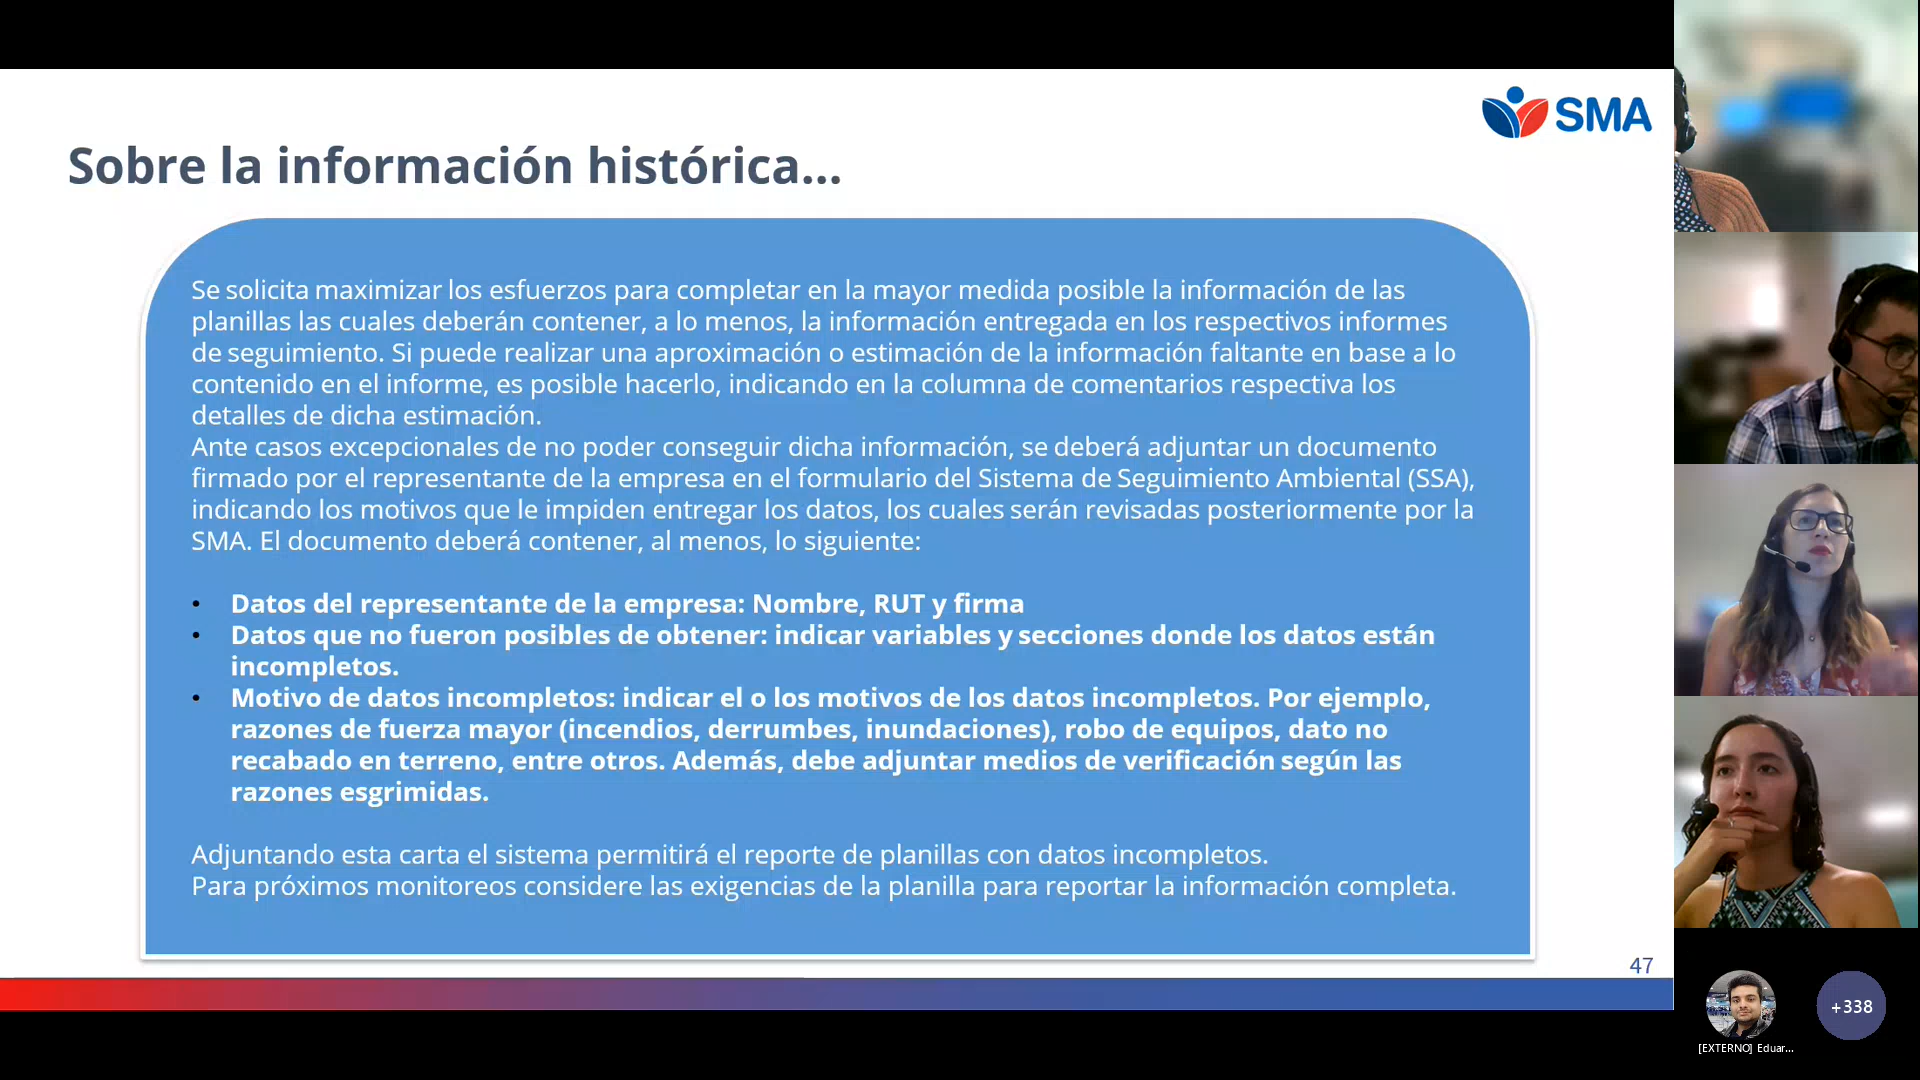 SMA
Sobre la información histórica...
Se solicita maximizar los esfuerzos para completar en la mayor medida posible la información de las
planillas las cuales deberán contener, a lo menos, la información entregada en los respectivos informes
de seguimiento. Si puede realizar una aproximación o estimación de la información faltante en base a lo
contenido en el informe, es posible hacerlo, indicando en la columna de comentarios respectiva los
detalles de dicha estimación.
Ante casos excepcionales de no poder conseguir dicha información, se deberá adjuntar un documento
firmado por el representante de la empresa en el formulario del Sistema de Seguimiento Ambiental (SSA),
indicando los motivos que le impiden entregar los datos, los cuales serán revisadas posteriormente por la
SMA. El documento deberá contener, al menos, lo siguiente:
• Datos del representante de la empresa: Nombre, RUT y firma
• Datos que no fueron posibles de obtener: indicar variables y secciones donde los datos están
incompletos.
• Motivo de datos incompletos: indicar el o los motivos de los datos incompletos. Por ejemplo,
razones de fuerza mayor (incendios, derrumbes, inundaciones), robo de equipos, dato no
recabado en terreno, entre otros. Además, debe adjuntar medios de verificación según las
razones esgrimidas.
Adjuntando esta carta el sistema permitirá el reporte de planillas con datos incompletos.
Para próximos monitoreos considere las exigencias de la planilla para reportar la información completa.
47
+338
[EXTERNO] Eduar...